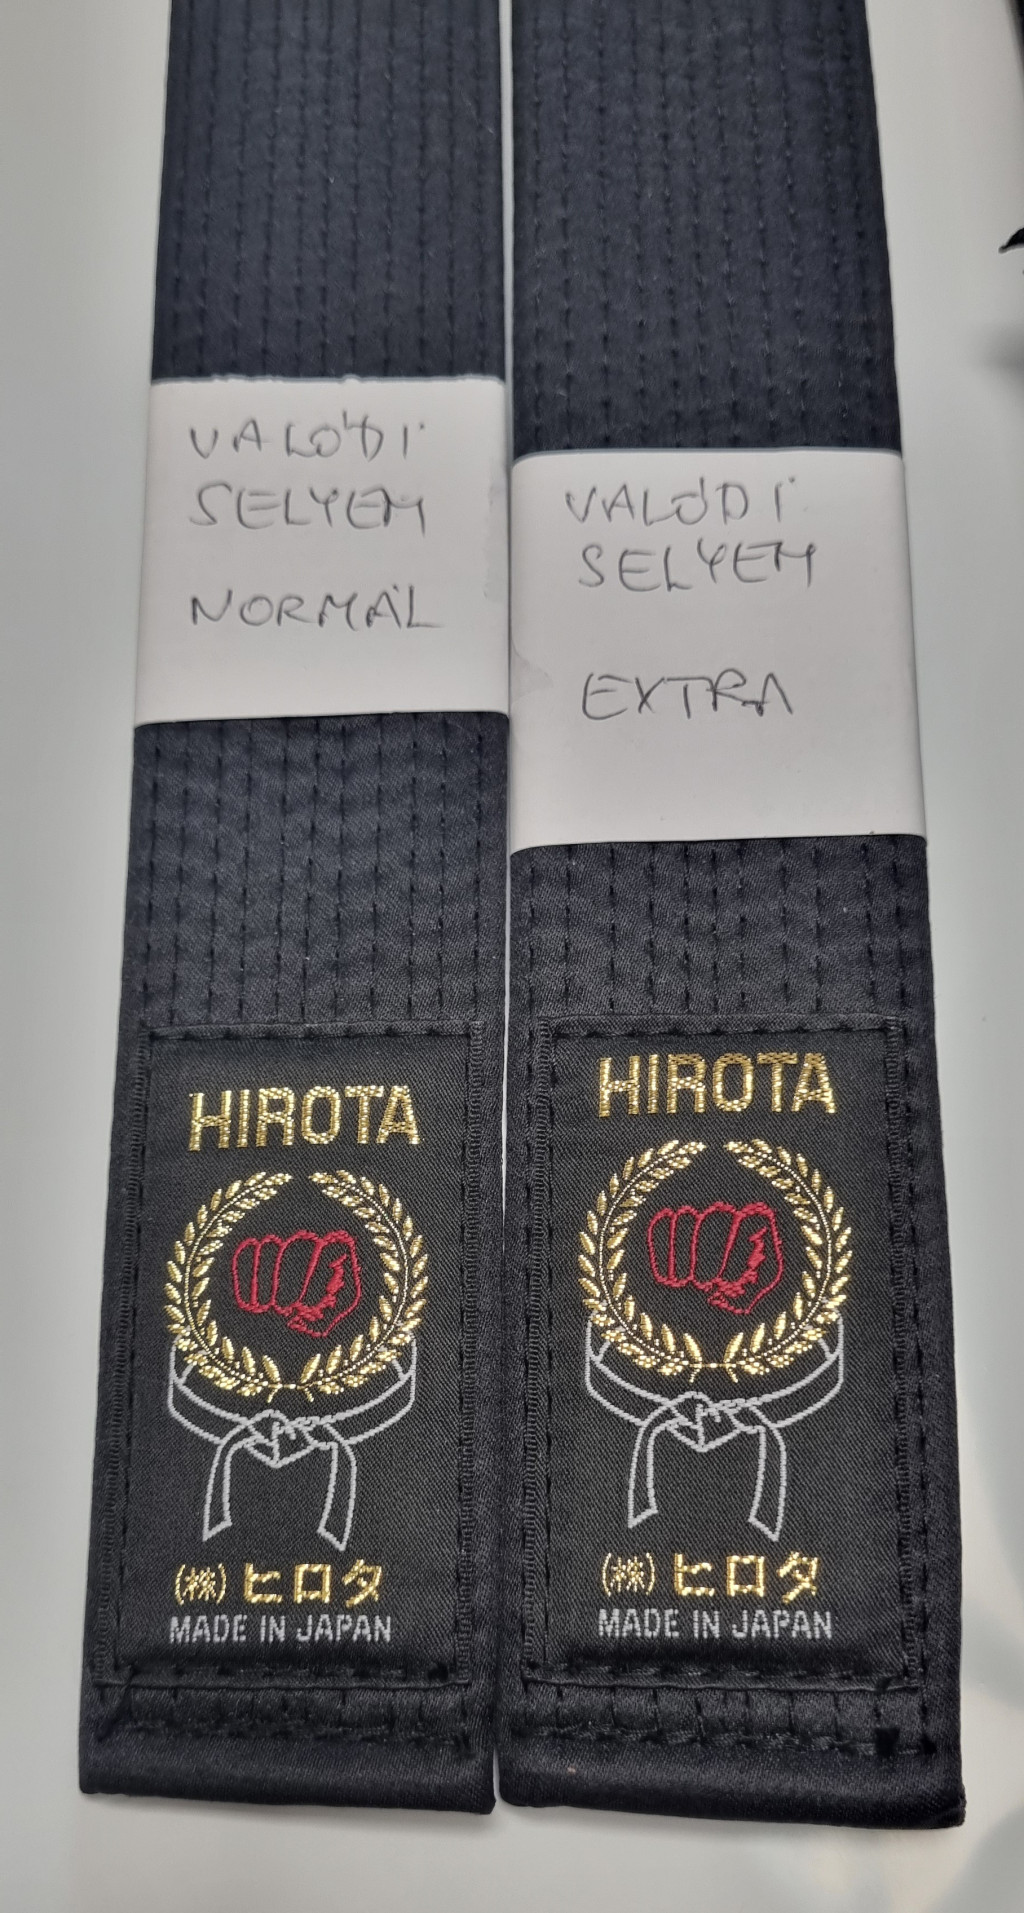 VALÓDI
SELYEM
NORMÁL
HIROTA
(株)ヒロタ
MADE IN JAPAN
VALÓDI
SELYEM
EXTRA
HIROTA
(株)ヒロタ
MADE IN JAPAN